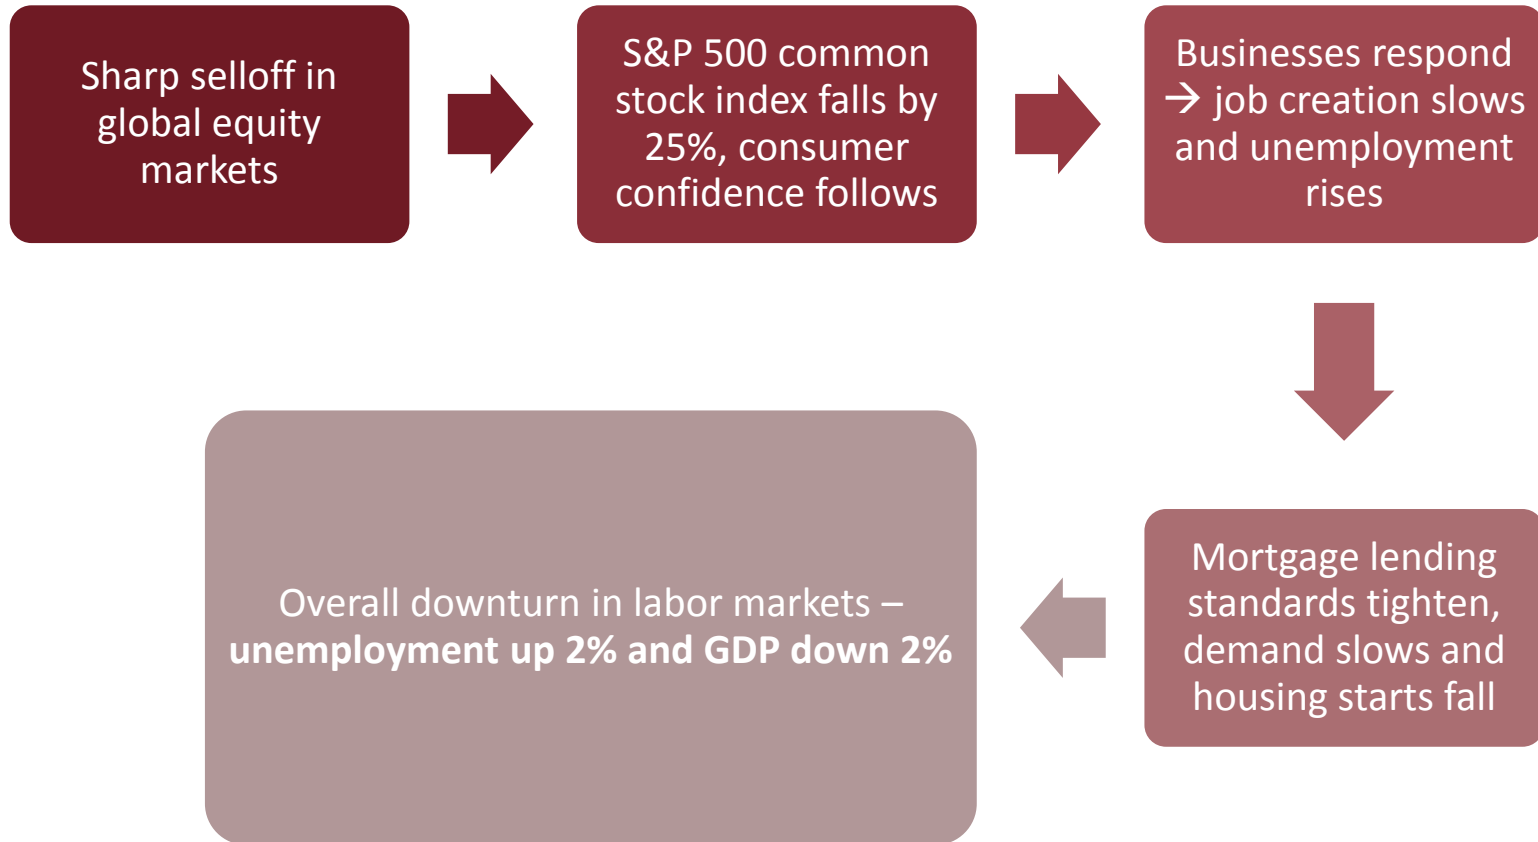 Sharp selloff in
global equity
markets
S&P 500 common
stock index falls by
25%, consumer
confidence follows
Businesses respond
→ job creation slows
and unemployment
rises
Mortgage lending
standards tighten,
demand slows and
housing starts fall
Overall downturn in labor markets –
unemployment up 2% and GDP down 2%